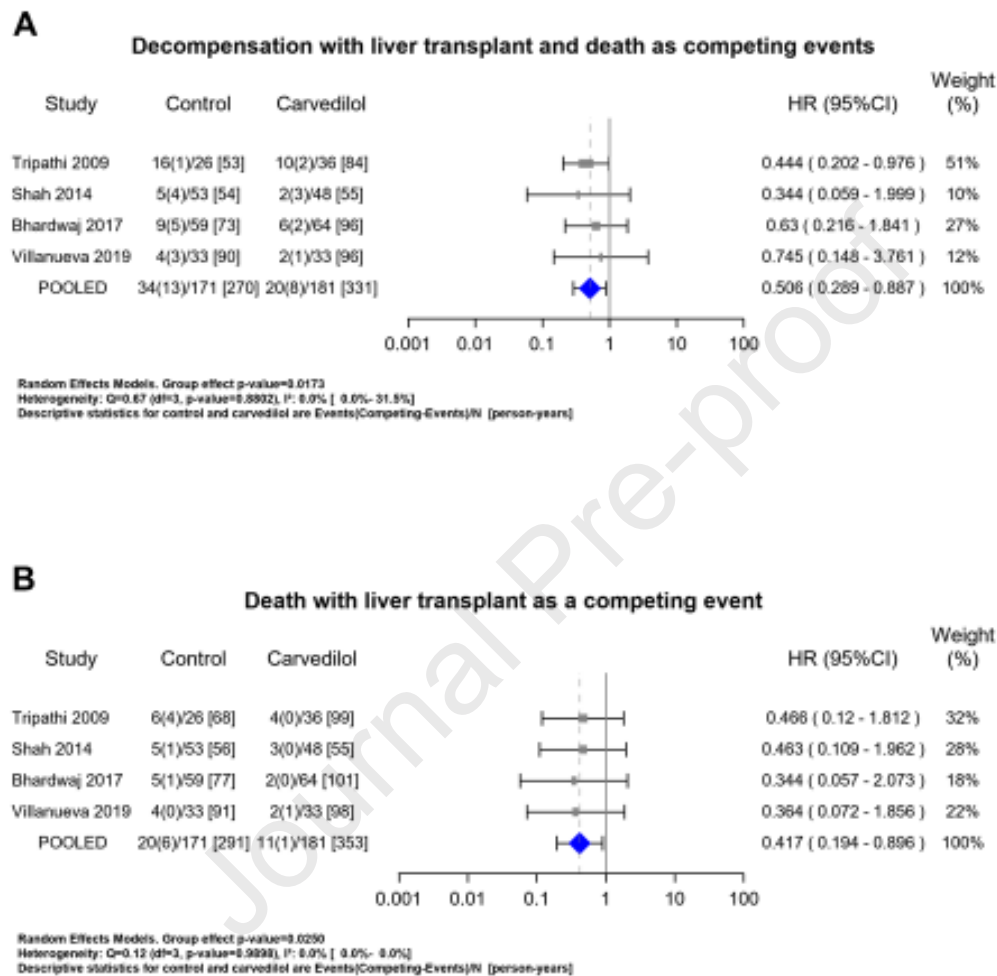 A
Decompensation with liver transplant and death as competing events
Study Control Carvedilol HR (95%CI) Weight (%)
Tripathi 2009 16(1)/26 [53] 10(2)/36 [84] 0.444 ( 0.202 - 0.976 ) 51%
Shah 2014 5(4)/53 [54] 2(3)/48 [55] 0.344 ( 0.059 - 1.999 ) 10%
Bhardwaj 2017 9(5)/59 [73] 6(2)/64 [96] 0.63 ( 0.216 - 1.841 ) 27%
Villanueva 2019 4(3)/33 [90] 2(1)/33 [96] 0.745 ( 0.148 - 3.761 ) 12%
POOLED 34(13)/171 [270] 20(8)/181 [331] 0.506 ( 0.289 - 0.887 ) 100%
0.001 0.01 0.1 1 10 100
Random Effects Models. Group effect p-value=0.0173
Heterogeneity: Q=0.67 (df=3, p-value=0.8802), I²: 0.0% [ 0.0%- 31.5%]
Descriptive statistics for control and carvedilol are Events(Competing-Events)/N [person-years]
B
Death with liver transplant as a competing event
Study Control Carvedilol HR (95%CI) Weight (%)
Tripathi 2009 6(4)/26 [68] 4(0)/36 [99] 0.466 ( 0.12 - 1.812 ) 32%
Shah 2014 5(1)/53 [56] 3(0)/48 [55] 0.463 ( 0.109 - 1.962 ) 28%
Bhardwaj 2017 5(1)/59 [77] 2(0)/64 [101] 0.344 ( 0.057 - 2.073 ) 18%
Villanueva 2019 4(0)/33 [91] 2(1)/33 [98] 0.364 ( 0.072 - 1.856 ) 22%
POOLED 20(6)/171 [291] 11(1)/181 [353] 0.417 ( 0.194 - 0.896 ) 100%
0.001 0.01 0.1 1 10 100
Random Effects Models. Group effect p-value=0.0250
Heterogeneity: Q=0.12 (df=3, p-value=0.9898), I²: 0.0% [ 0.0%- 0.0%]
Descriptive statistics for control and carvedilol are Events(Competing-Events)/N [person-years]
Journal Pre-proof